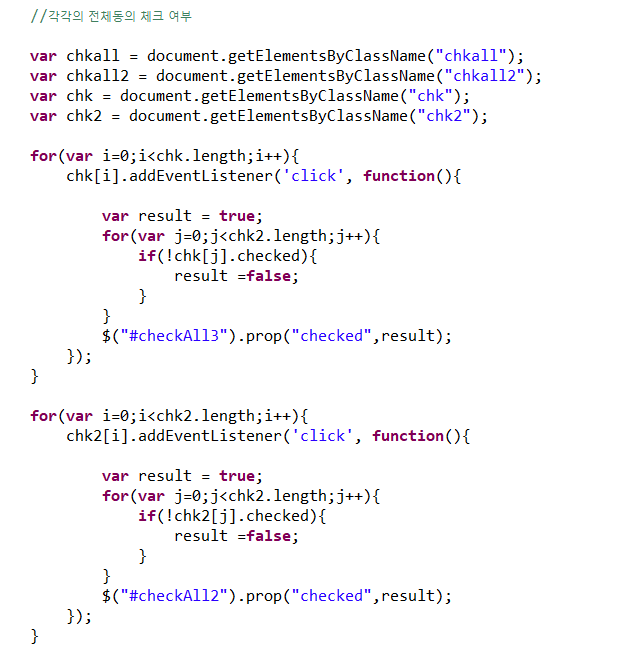 //각각의 전체동의 체크 여부
var chkall = document.getElementsByClassName("chkall");
var chkall2 = document.getElementsByClassName("chkall2");
var chk = document.getElementsByClassName("chk");
var chk2 = document.getElementsByClassName("chk2");
for(var i=0;i<chk.length;i++){
chk[i].addEventListener('click', function(){
var result = true;
for(var j=0;j<chk2.length;j++){
if(!chk[j].checked){
result =false;
}
}
$("#checkAll3").prop("checked",result);
});
}
for(var i=0;i<chk2.length;i++){
chk2[i].addEventListener('click', function(){
var result = true;
for(var j=0;j<chk2.length;j++){
if(!chk2[j].checked){
result =false;
}
}
$("#checkAll2").prop("checked",result);
});
}